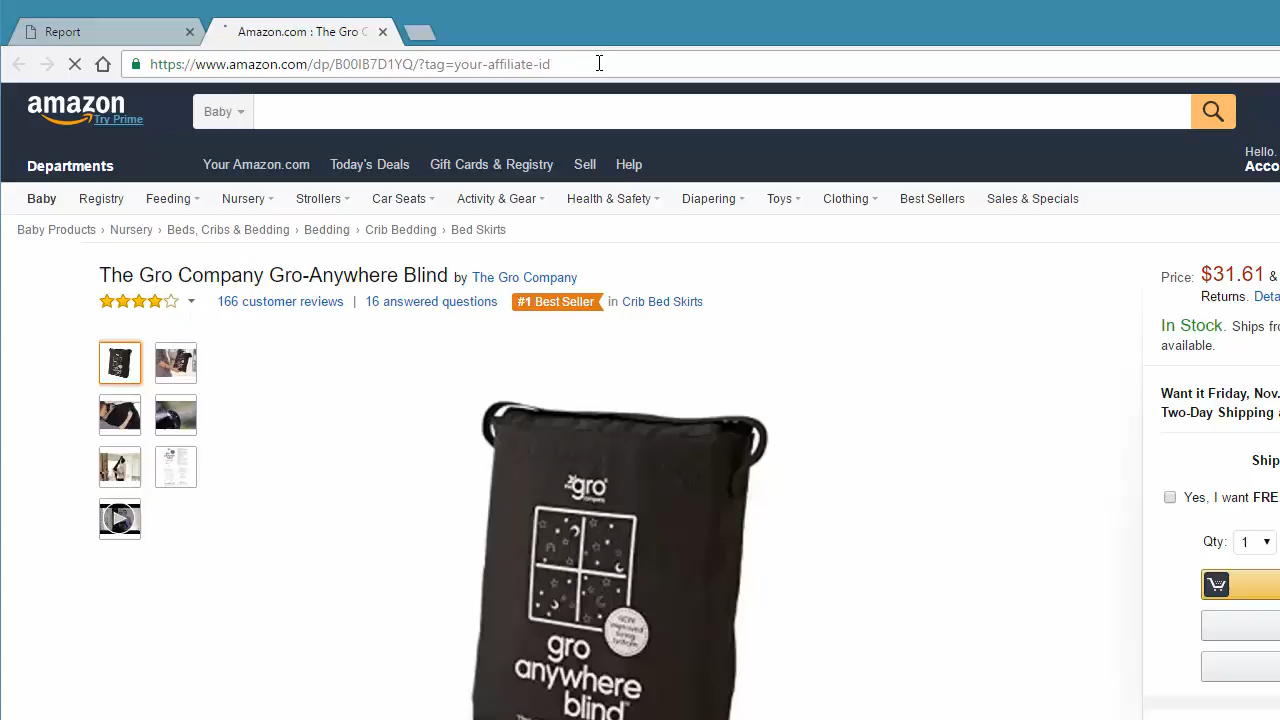 Report
Amazon.com : The Gro C
https://www.amazon.com/dp/B00IB7D1YQ/?tag=your-affiliate-id
amazon
Try Prime
Baby
Departments
Your Amazon.com Today's Deals Gift Cards & Registry Sell Help
Hello.
Acco
Baby Registry Feeding Nursery Strollers Car Seats Activity & Gear Health & Safety Diapering Toys Clothing Best Sellers Sales & Specials
Baby Products › Nursery › Beds, Cribs & Bedding › Bedding › Crib Bedding › Bed Skirts
The Gro Company Gro-Anywhere Blind by The Gro Company
166 customer reviews | 16 answered questions #1 Best Seller in Crib Bed Skirts
Price: $31.61 &
Returns. Deta
In Stock. Ships fro
available.
Want it Friday, Nov.
Two-Day Shipping a
Ship
Yes, I want FRE
Qty: 1
gro
company
NEW
improved
fixing
system
gro
anywhere
blind